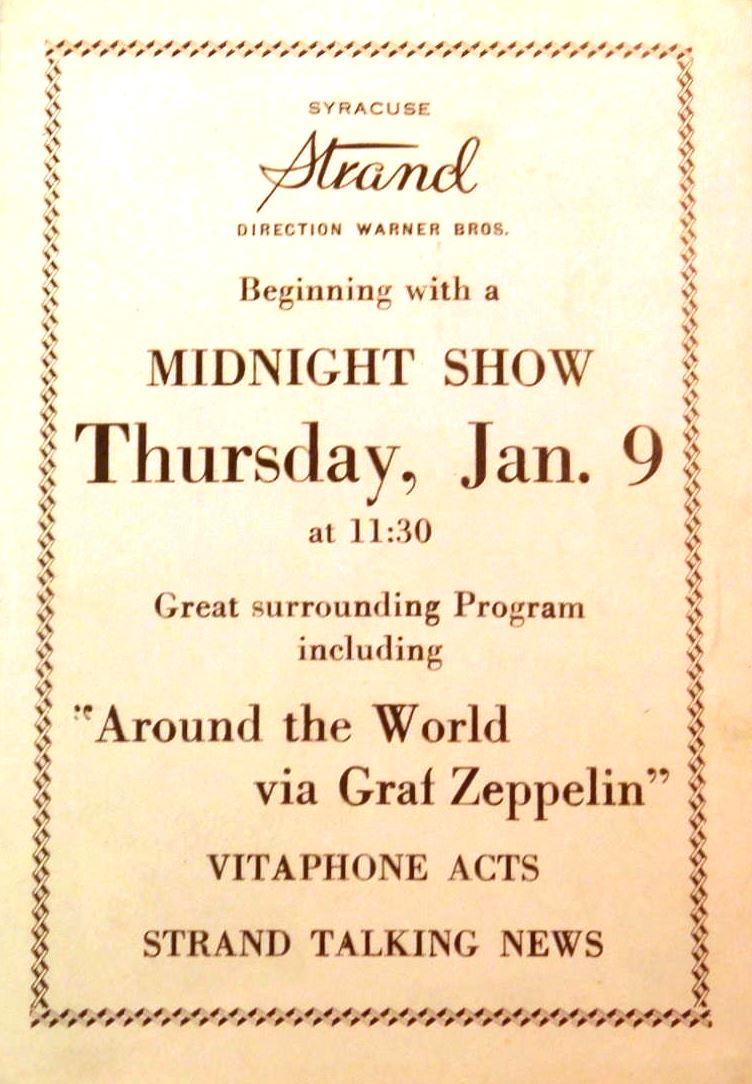 SYRACUSE
Strand
DIRECTION WARNER BROS.
Beginning with a
MIDNIGHT SHOW
Thursday, Jan. 9
at 11:30
Great surrounding Program
including
"Around the World
via Graf Zeppelin"
VITAPHONE ACTS
STRAND TALKING NEWS